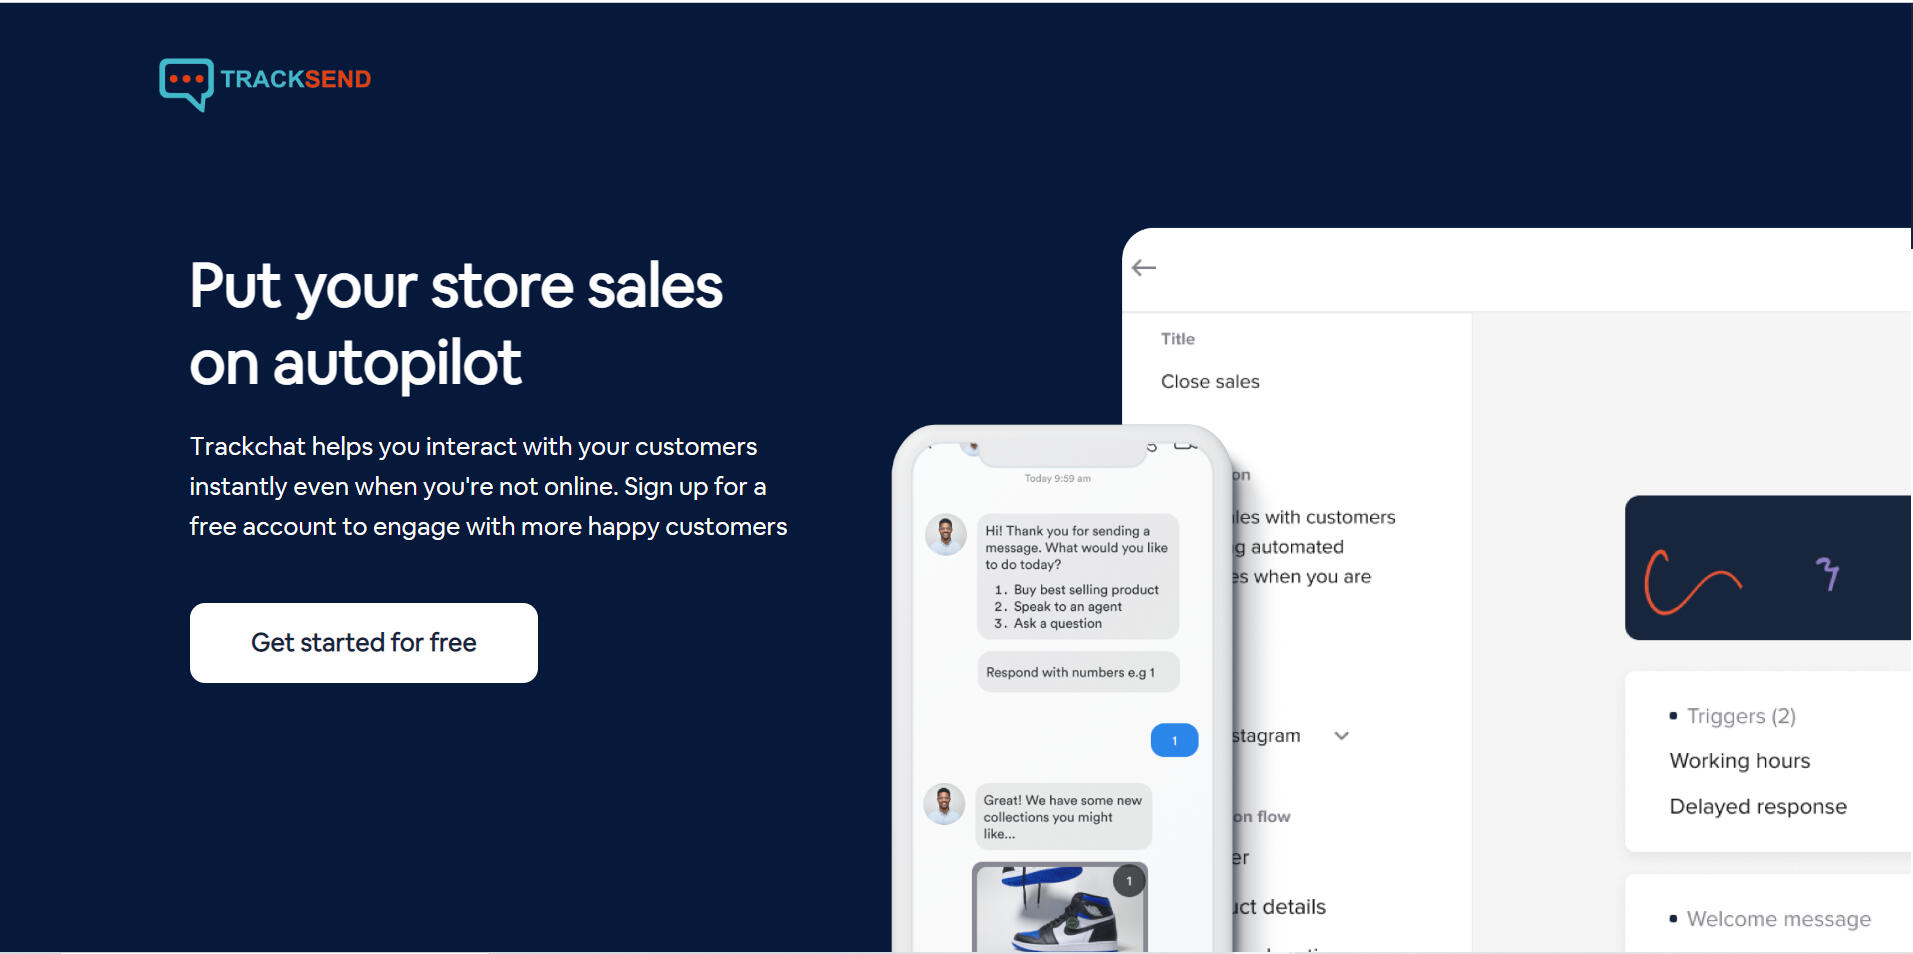 TRACKSEND
Put your store sales
on autopilot
Trackchat helps you interact with your customers
instantly even when you're not online. Sign up for a
free account to engage with more happy customers
Get started for free
Today 9:59 am
Hi! Thank you for sending a
message. What would you like
to do today?
1. Buy best selling product
2. Speak to an agent
3. Ask a question
Respond with numbers e.g 1
1
Great! We have some new
collections you might
like...
1
Title
Close sales
on
les with customers
g automated
es when you are
stagram
on flow
er
uct details
Triggers (2)
Working hours
Delayed response
Welcome message